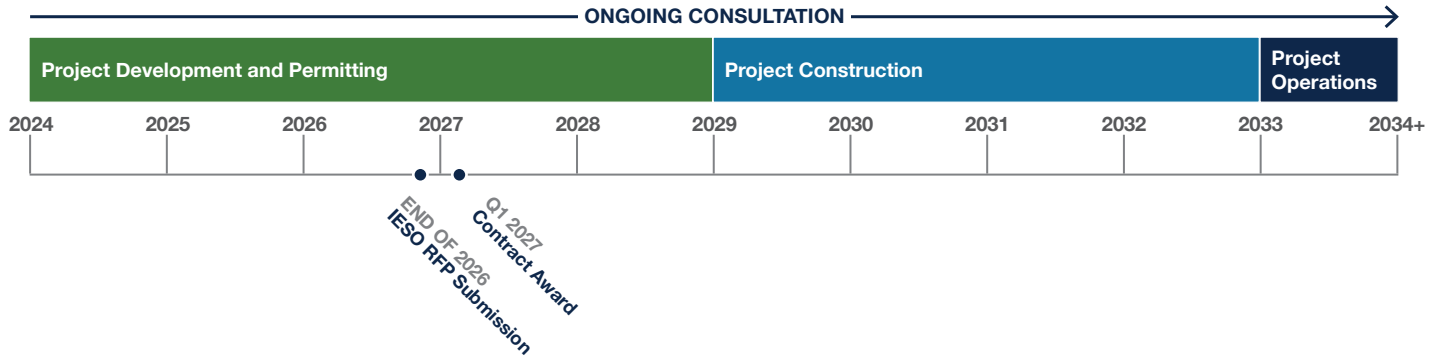 ONGOING CONSULTATION
Project Development and Permitting
Project Construction
Project
Operations
2024
2025
2026
2027
2028
2029
2030
2031
2032
2033
2034+
END OF 2026
IESO RFP Submission
Q1 2027
Contract Award